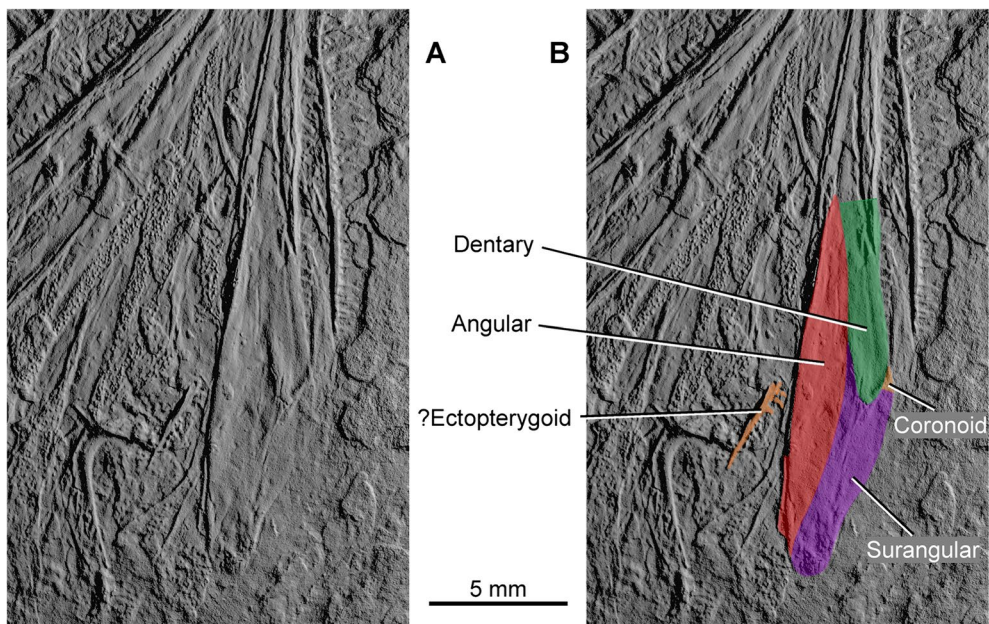 A
B
Dentary
Angular
?Ectopterygoid
Coronoid
Surangular
5 mm